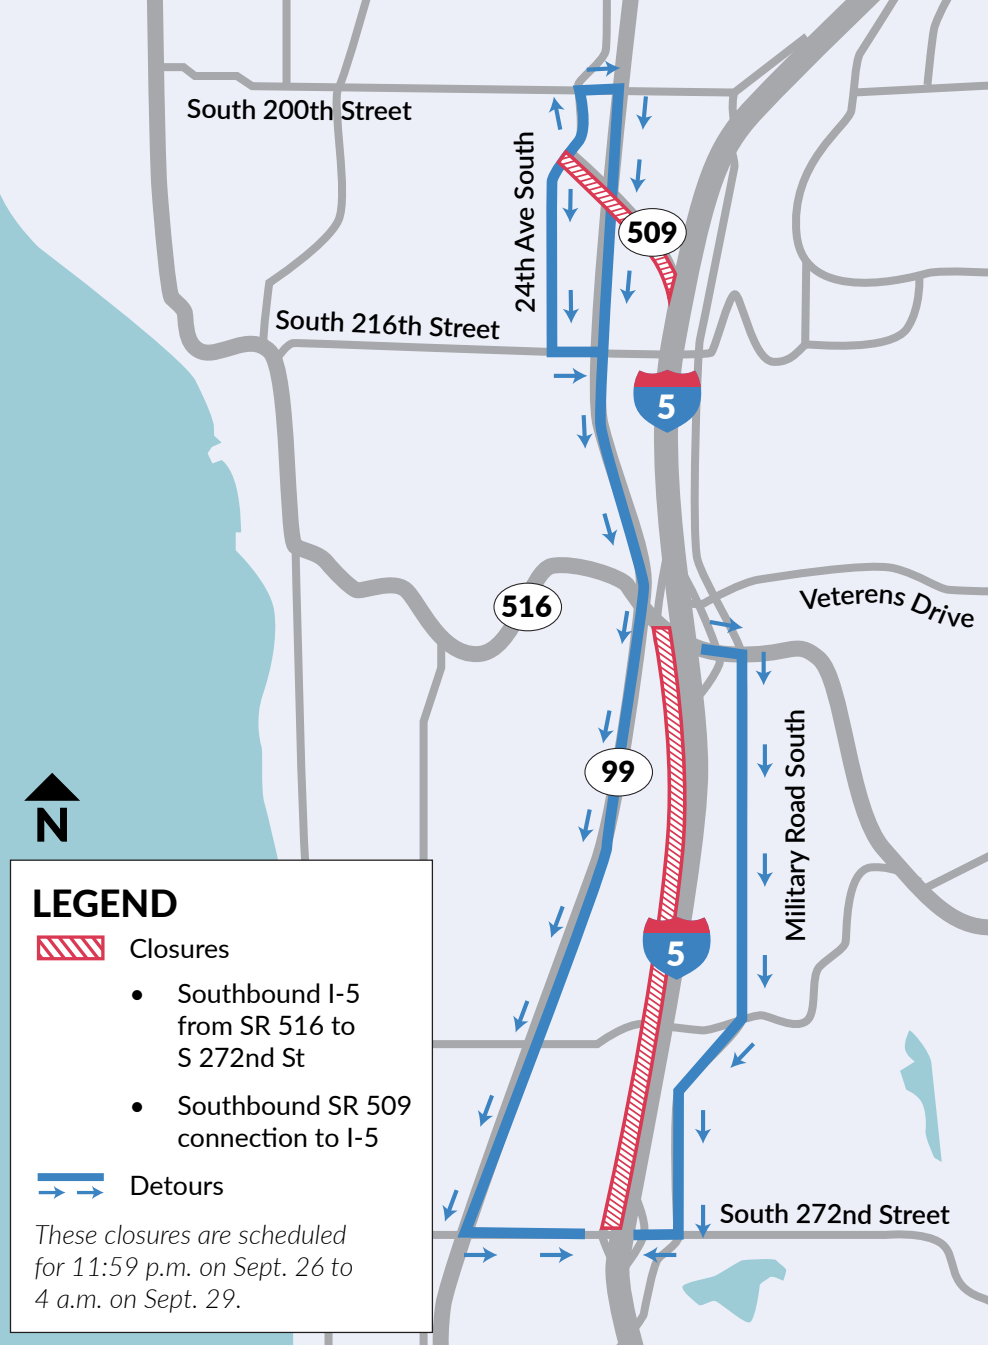 South 200th Street
24th Ave South
509
South 216th Street
5
516
Veterens Drive
99
Military Road South
N
5
South 272nd Street
LEGEND
Closures
• Southbound I-5
from SR 516 to
S 272nd St
• Southbound SR 509
connection to I-5
Detours
These closures are scheduled
for 11:59 p.m. on Sept. 26 to
4 a.m. on Sept. 29.